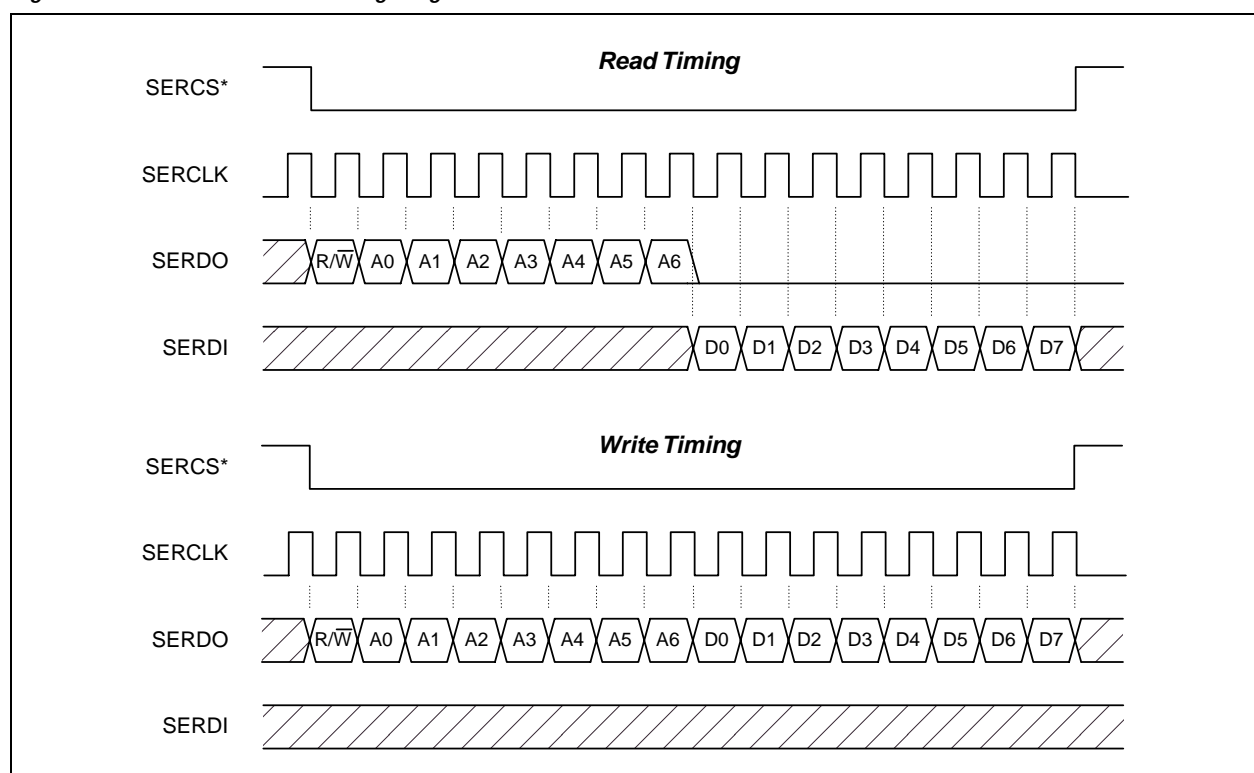 Read Timing
SERCS*
SERCLK
SERDO R/W̅ A0 A1 A2 A3 A4 A5 A6
SERDI D0 D1 D2 D3 D4 D5 D6 D7
Write Timing
SERCS*
SERCLK
SERDO R/W̅ A0 A1 A2 A3 A4 A5 A6 D0 D1 D2 D3 D4 D5 D6 D7
SERDI